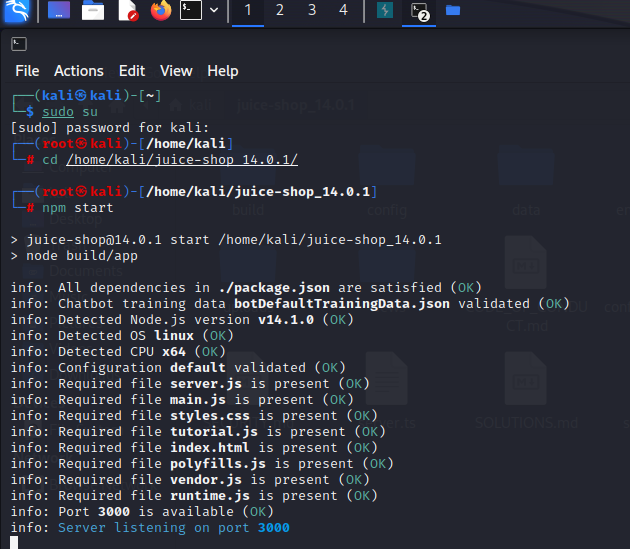 1 2 3 4 2
File Actions Edit View Help
┌──(kali㉿kali)-[~]
└─$ sudo su
[sudo] password for kali:
┌──(root㉿kali)-[/home/kali]
└─# cd /home/kali/juice-shop_14.0.1/
┌──(root㉿kali)-[/home/kali/juice-shop_14.0.1]
└─# npm start
> juice-shop@14.0.1 start /home/kali/juice-shop_14.0.1
> node build/app
info: All dependencies in ./package.json are satisfied (OK)
info: Chatbot training data botDefaultTrainingData.json validated (OK)
info: Detected Node.js version v14.1.0 (OK)
info: Detected OS linux (OK)
info: Detected CPU x64 (OK)
info: Configuration default validated (OK)
info: Required file server.js is present (OK)
info: Required file main.js is present (OK)
info: Required file styles.css is present (OK)
info: Required file tutorial.js is present (OK)
info: Required file index.html is present (OK)
info: Required file polyfills.js is present (OK)
info: Required file vendor.js is present (OK)
info: Required file runtime.js is present (OK)
info: Port 3000 is available (OK)
info: Server listening on port 3000